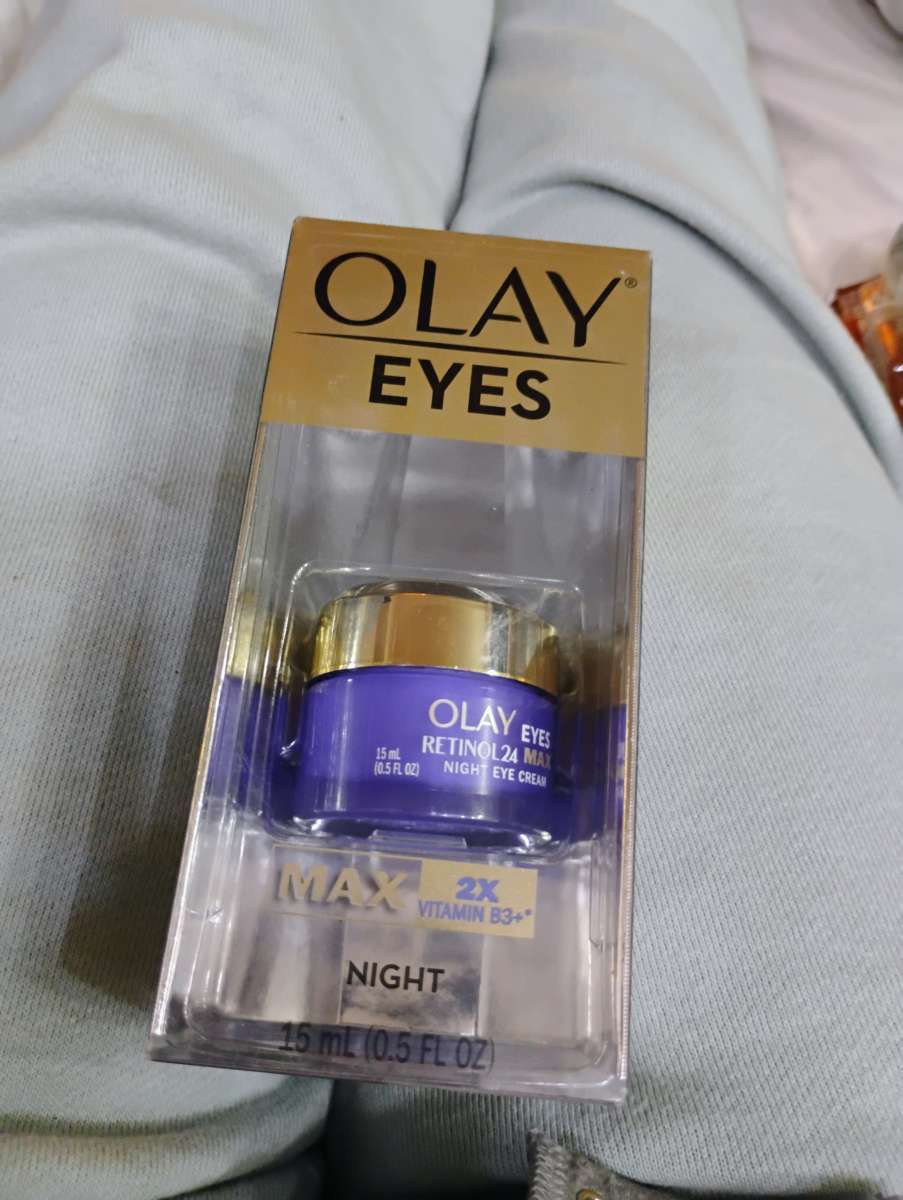 OLAY®
EYES
OLAY EYES
RETINOL24 MAX
NIGHT EYE CREAM
15 mL
(0.5 FL OZ)
MAX
2X
VITAMIN B3+*
NIGHT
15 mL (0.5 FL OZ)